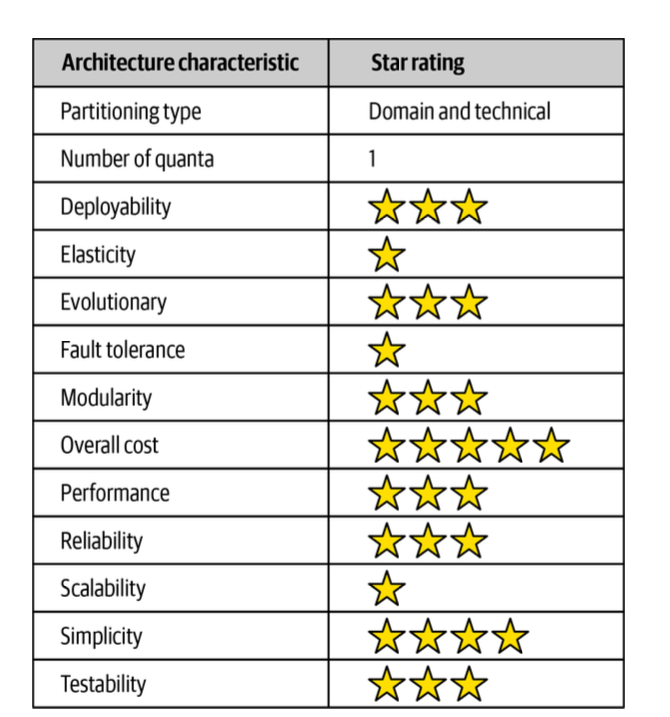 Architecture characteristic Star rating
Partitioning type Domain and technical
Number of quanta 1
Deployability
Elasticity
Evolutionary
Fault tolerance
Modularity
Overall cost
Performance
Reliability
Scalability
Simplicity
Testability